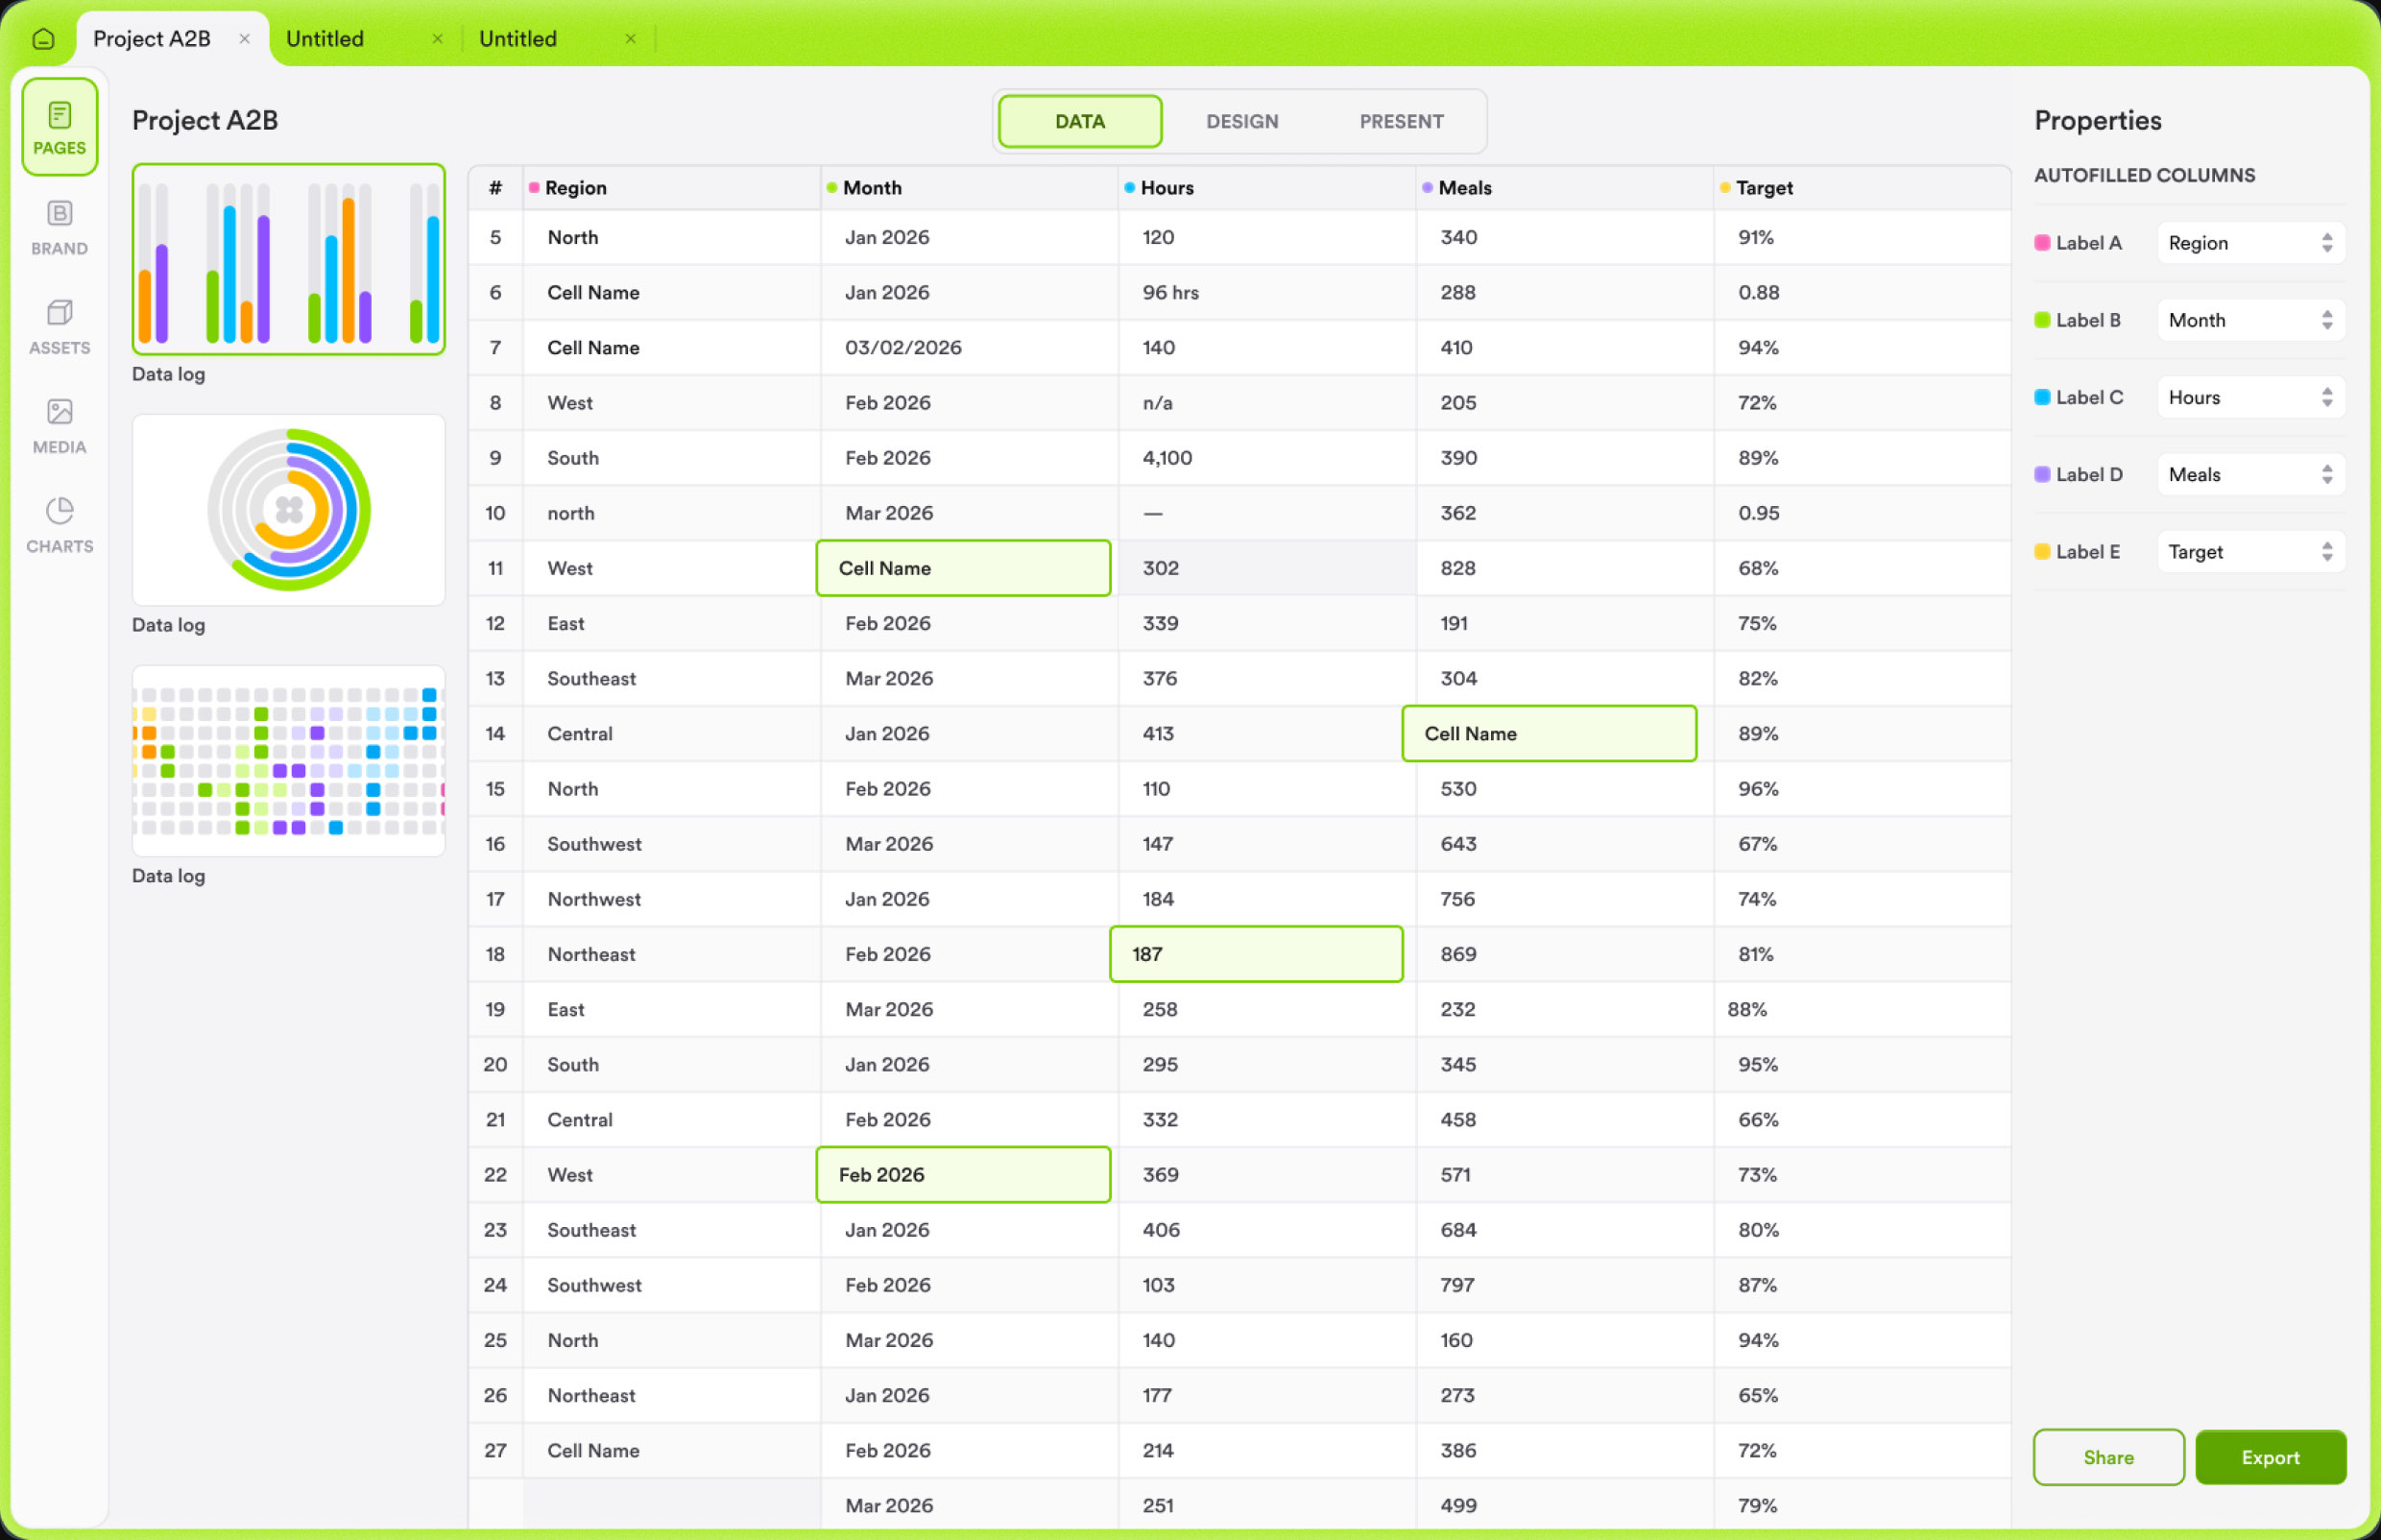 Project A2B × Untitled × Untitled ×
PAGES
BRAND
ASSETS
MEDIA
CHARTS
Project A2B
Data log
Data log
Data log
DATA DESIGN PRESENT
# Region Month Hours Meals Target
5 North Jan 2026 120 340 91%
6 Cell Name Jan 2026 96 hrs 288 0.88
7 Cell Name 03/02/2026 140 410 94%
8 West Feb 2026 n/a 205 72%
9 South Feb 2026 4,100 390 89%
10 north Mar 2026 — 362 0.95
11 West Cell Name 302 828 68%
12 East Feb 2026 339 191 75%
13 Southeast Mar 2026 376 304 82%
14 Central Jan 2026 413 Cell Name 89%
15 North Feb 2026 110 530 96%
16 Southwest Mar 2026 147 643 67%
17 Northwest Jan 2026 184 756 74%
18 Northeast Feb 2026 187 869 81%
19 East Mar 2026 258 232 88%
20 South Jan 2026 295 345 95%
21 Central Feb 2026 332 458 66%
22 West Feb 2026 369 571 73%
23 Southeast Jan 2026 406 684 80%
24 Southwest Feb 2026 103 797 87%
25 North Mar 2026 140 160 94%
26 Northeast Jan 2026 177 273 65%
27 Cell Name Feb 2026 214 386 72%
Mar 2026 251 499 79%
Properties
AUTOFILLED COLUMNS
Label A Region
Label B Month
Label C Hours
Label D Meals
Label E Target
Share Export